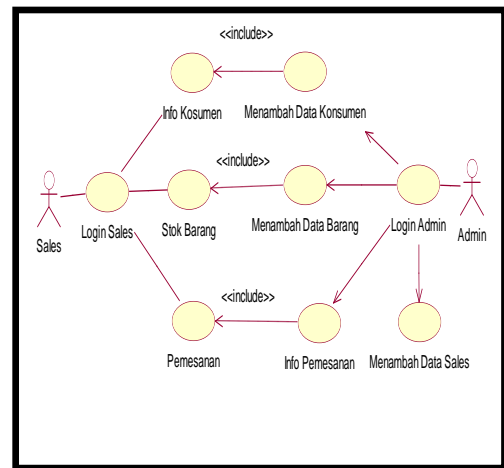 <<include>>
Info Kosumen
Menambah Data Konsumen
<<include>>
Sales
Login Sales
Stok Barang
Menambah Data Barang
Login Admin
Admin
<<include>>
Pemesanan
Info Pemesanan
Menambah Data Sales